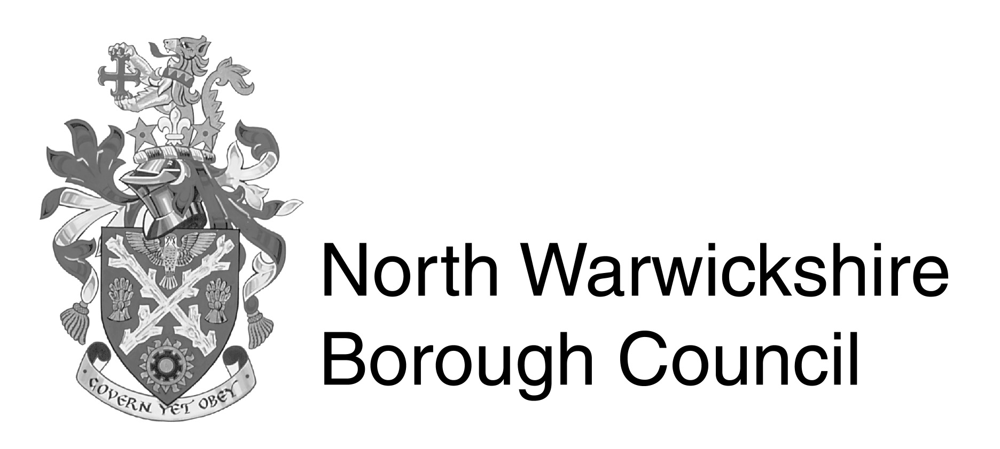 North Warwickshire
Borough Council
GOVERN YET OBEY